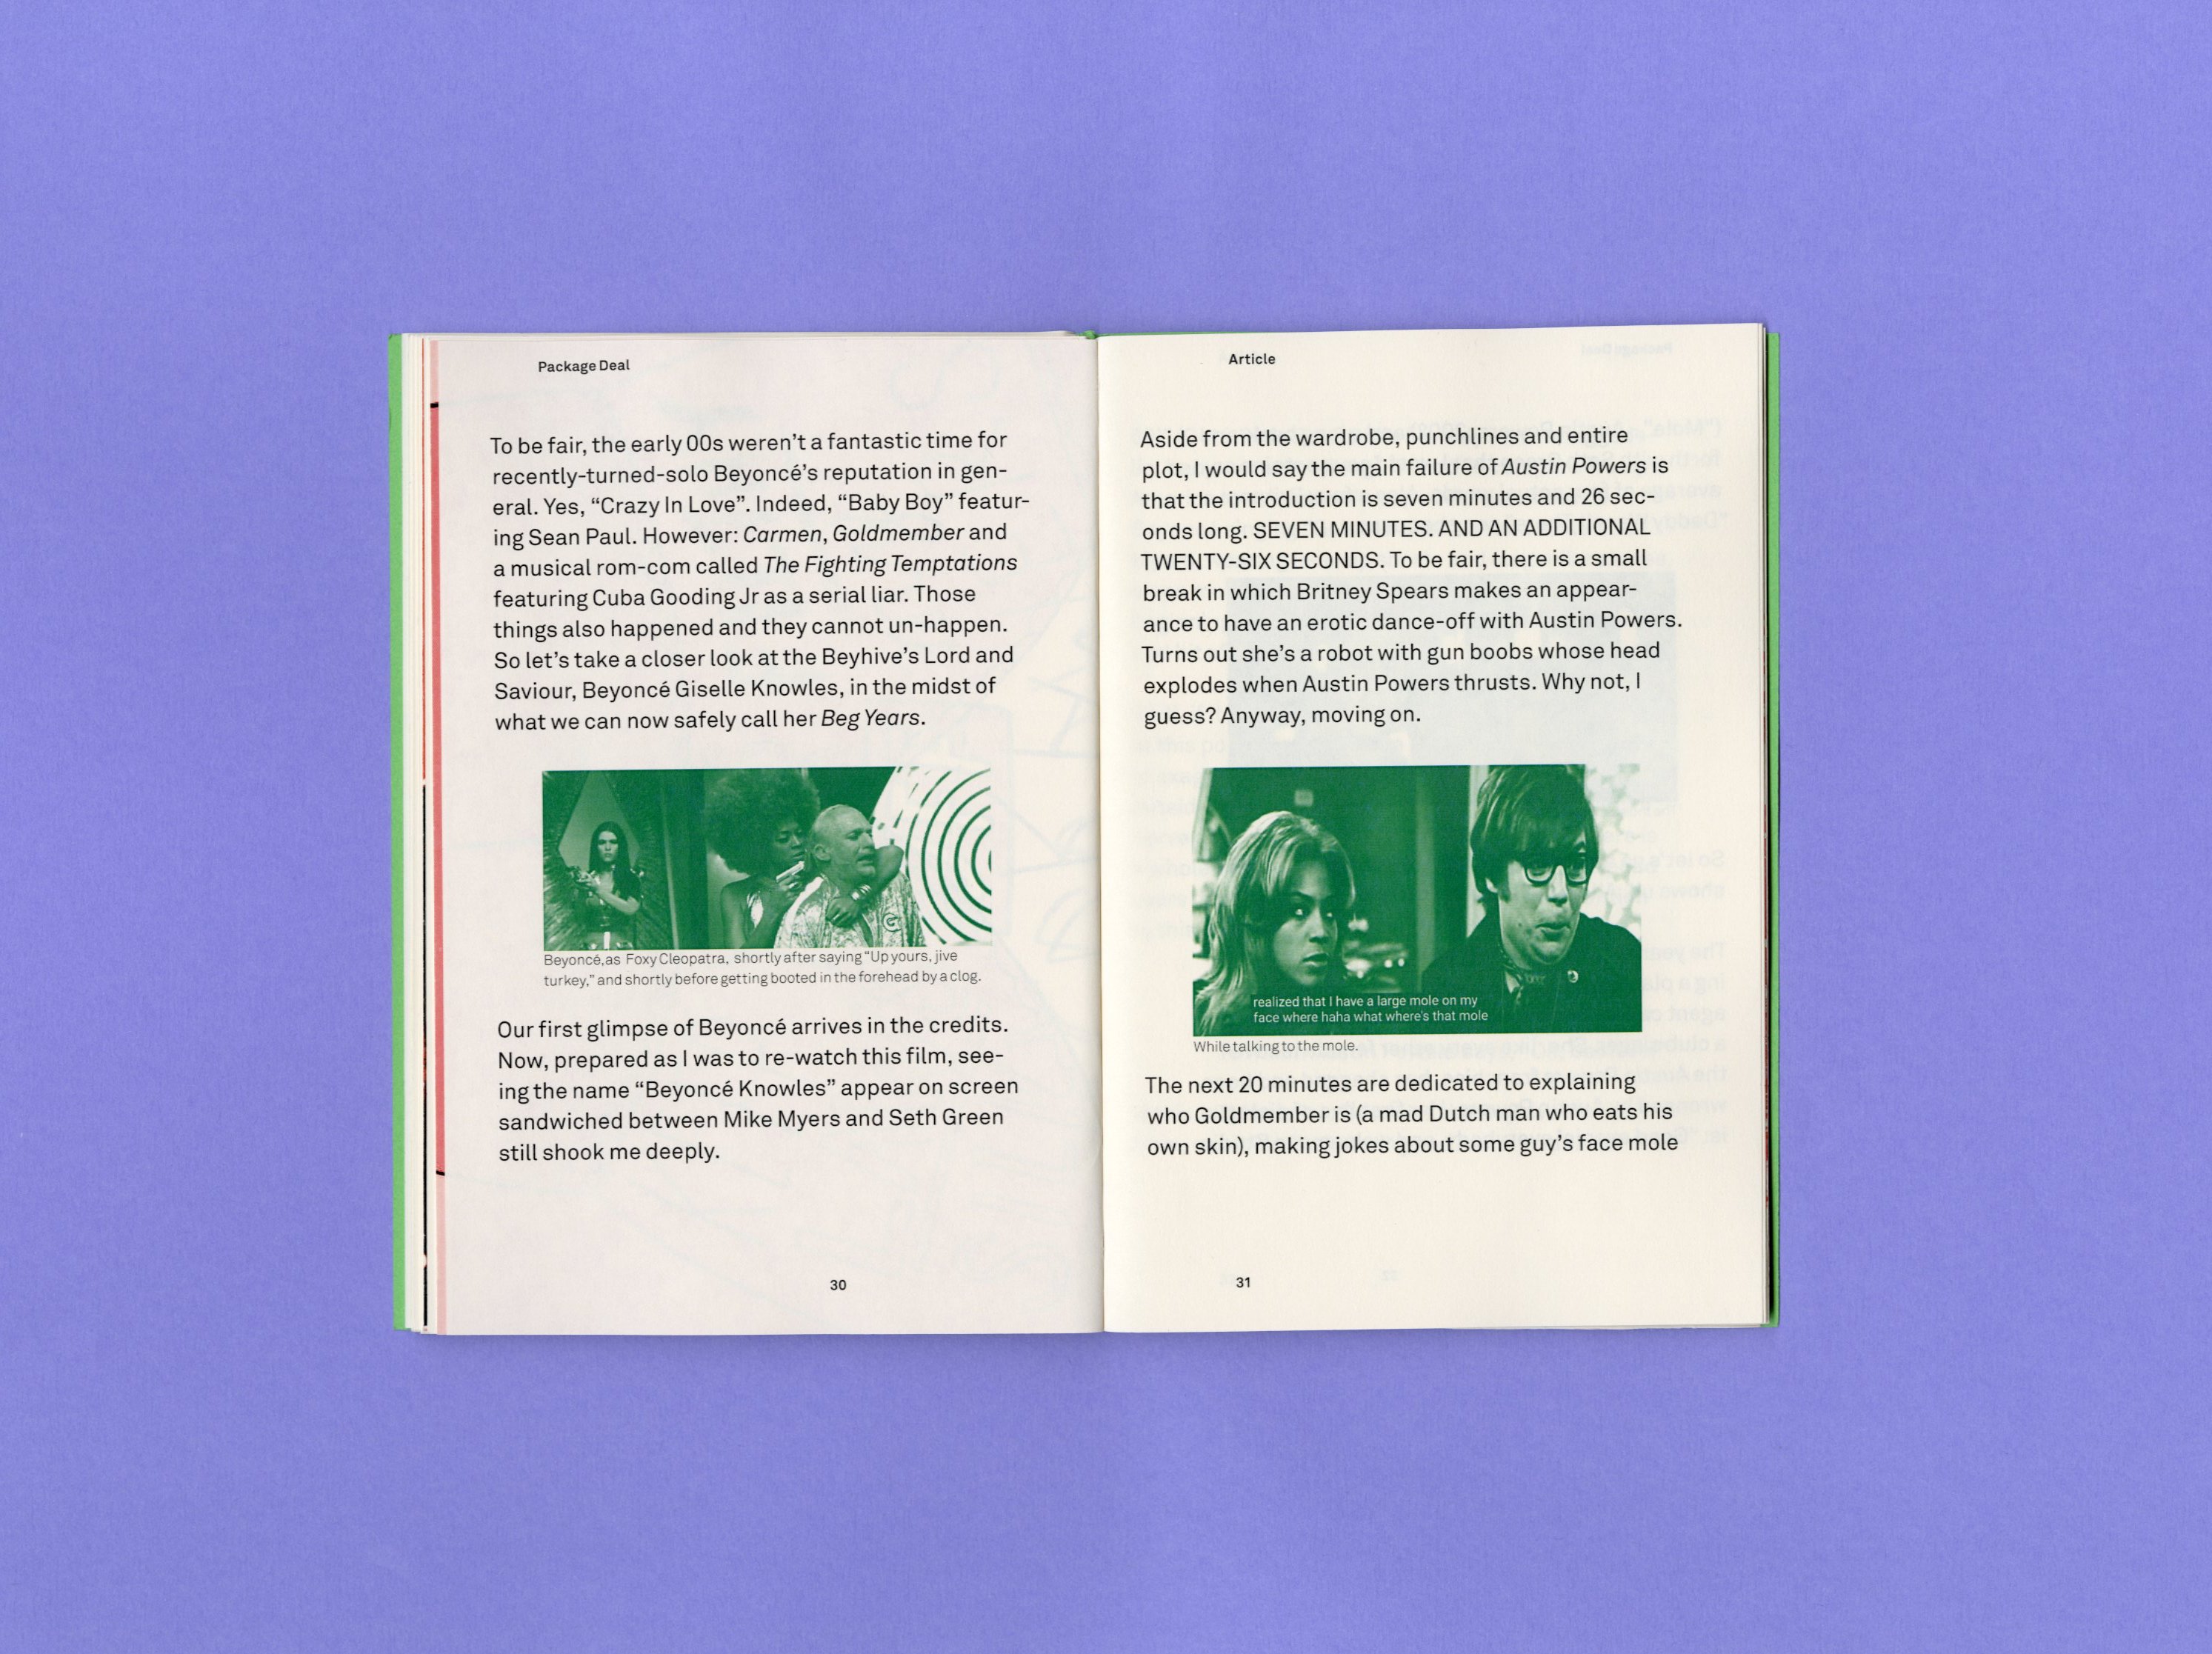 Package Deal
To be fair, the early 00s weren't a fantastic time for
recently-turned-solo Beyoncé's reputation in gen-
eral. Yes, “Crazy In Love”. Indeed, “Baby Boy” featur-
ing Sean Paul. However: Carmen, Goldmember and
a musical rom-com called The Fighting Temptations
featuring Cuba Gooding Jr as a serial liar. Those
things also happened and they cannot un-happen.
So let's take a closer look at the Beyhive's Lord and
Saviour, Beyoncé Giselle Knowles, in the midst of
what we can now safely call her Beg Years.
Beyoncé,as Foxy Cleopatra, shortly after saying “Up yours, jive
turkey,” and shortly before getting booted in the forehead by a clog.
Our first glimpse of Beyoncé arrives in the credits.
Now, prepared as I was to re-watch this film, see-
ing the name “Beyoncé Knowles” appear on screen
sandwiched between Mike Myers and Seth Green
still shook me deeply.
30
Article
Aside from the wardrobe, punchlines and entire
plot, I would say the main failure of Austin Powers is
that the introduction is seven minutes and 26 sec-
onds long. SEVEN MINUTES. AND AN ADDITIONAL
TWENTY-SIX SECONDS. To be fair, there is a small
break in which Britney Spears makes an appear-
ance to have an erotic dance-off with Austin Powers.
Turns out she's a robot with gun boobs whose head
explodes when Austin Powers thrusts. Why not, I
guess? Anyway, moving on.
realized that I have a large mole on my
face where haha what where's that mole
While talking to the mole.
The next 20 minutes are dedicated to explaining
who Goldmember is (a mad Dutch man who eats his
own skin), making jokes about some guy's face mole
31